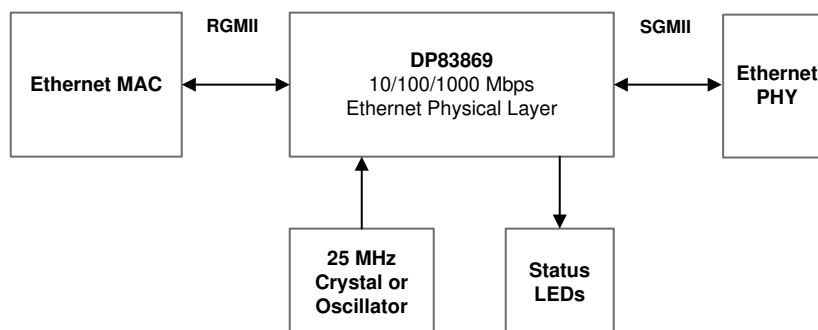 RGMII
SGMII
Ethernet MAC
DP83869
10/100/1000 Mbps
Ethernet Physical Layer
Ethernet
PHY
25 MHz
Crystal or
Oscillator
Status
LEDs